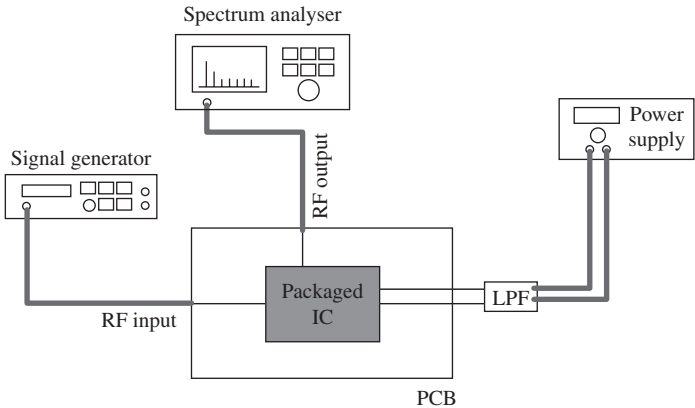 Spectrum analyser
Power
supply
Signal generator
RF output
Packaged
IC
LPF
RF input
PCB